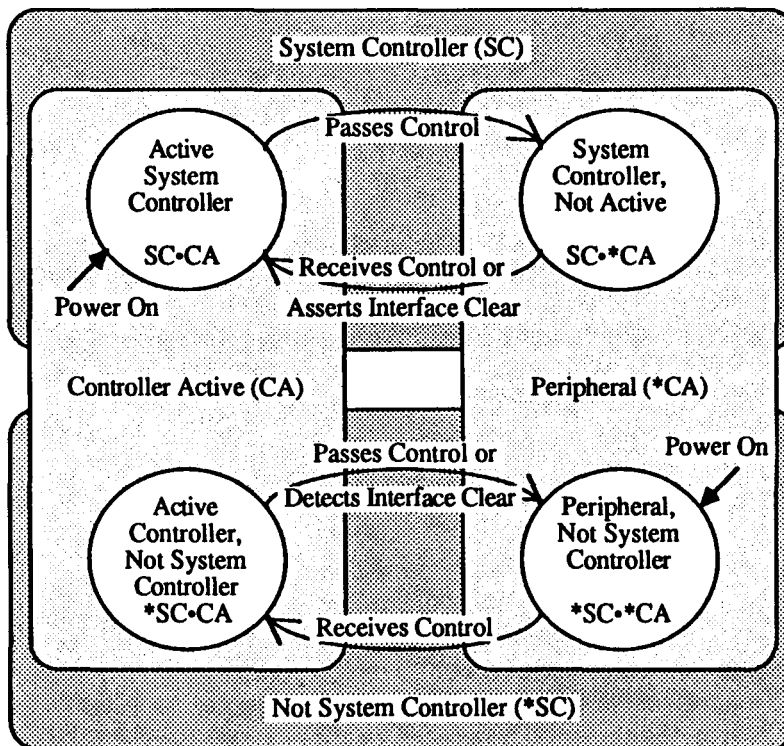 System Controller (SC)
Passes Control
Active
System
Controller
SC•CA
System
Controller,
Not Active
SC•*CA
Receives Control or
Asserts Interface Clear
Power On
Controller Active (CA)
Peripheral (*CA)
Power On
Passes Control or
Detects Interface Clear
Active
Controller,
Not System
Controller
*SC•CA
Peripheral,
Not System
Controller
*SC•*CA
Receives Control
Not System Controller (*SC)